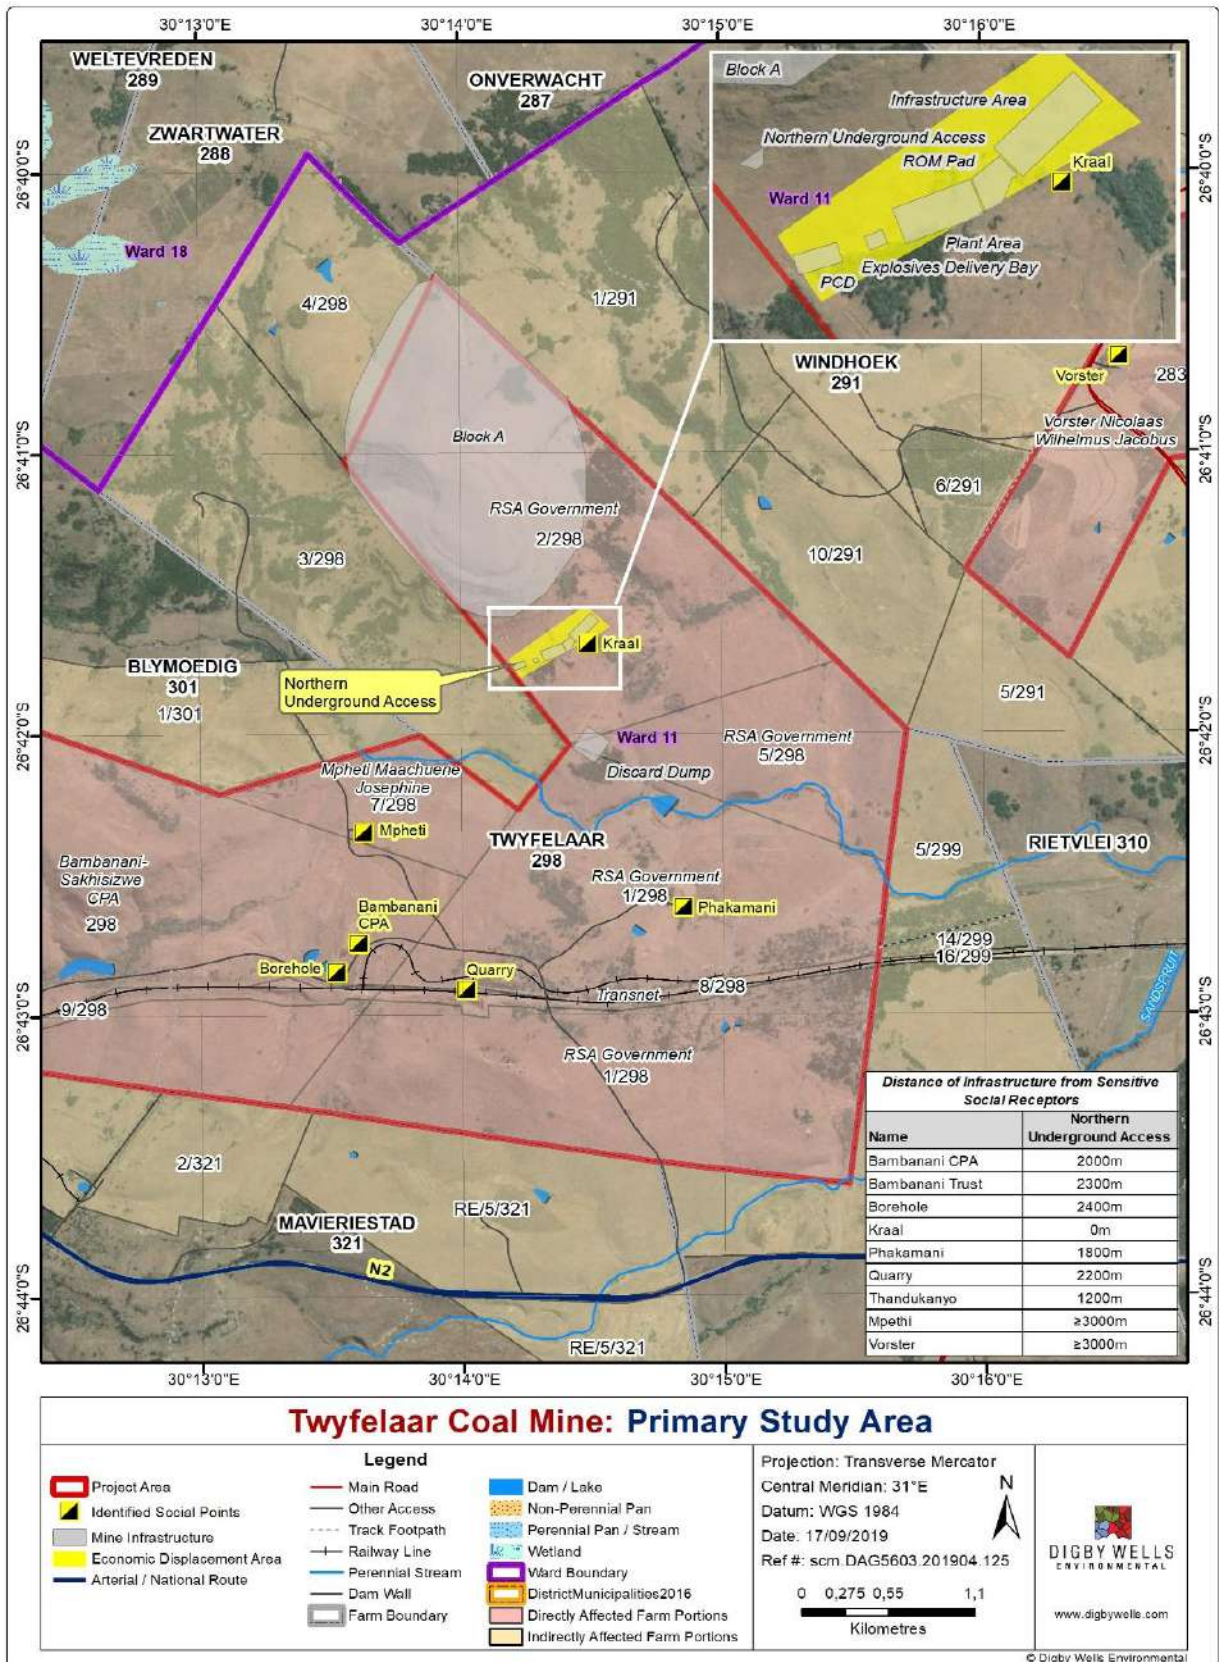 30°13'0"E
30°14'0"E
30°15'0"E
30°16'0"E
WELTEVREDEN
289
ONVERWACHT
287
ZWARTWATER
288
Block A
Infrastructure Area
Northern Underground Access
ROM Pad
Kraal
Ward 11
Plant Area
Explosives Delivery Bay
PCD
26°40'0"S
26°40'0"S
Ward 18
4/298
1/291
WINDHOEK
291
Vorster
283
Vorster Nicolaas
Wilhelmus Jacobus
Block A
26°41'0"S
26°41'0"S
6/291
RSA Government
2/298
3/298
10/291
Kraal
BLYMOEDIG
301
1/301
Northern
Underground Access
5/291
26°42'0"S
26°42'0"S
Ward 11
RSA Government
5/298
Mpheti Maachuene
Josephine
7/298
Discard Dump
Mpheti
TWYFELAAR
298
5/299
RIETVLEI 310
Bambanani-
Sakhisizwe
CPA
298
RSA Government
1/298
Bambanani
CPA
Phakamani
14/299
16/299
Borehole
Quarry
Transnet
8/298
9/298
SANDSPRUIT
26°43'0"S
26°43'0"S
RSA Government
1/298
2/321
RE/5/321
MAVIERIESTAD
321
N2
26°44'0"S
26°44'0"S
RE/5/321
Distance of Infrastructure from Sensitive
Social Receptors
Name Northern Underground Access
Bambanani CPA 2000m
Bambanani Trust 2300m
Borehole 2400m
Kraal 0m
Phakamani 1800m
Quarry 2200m
Thandukanyo 1200m
Mpethi ≥3000m
Vorster ≥3000m
30°13'0"E
30°14'0"E
30°15'0"E
30°16'0"E
Twyfelaar Coal Mine: Primary Study Area
Legend
Project Area
Identified Social Points
Mine Infrastructure
Economic Displacement Area
Arterial / National Route
Main Road
Other Access
Track Footpath
Railway Line
Perennial Stream
Dam Wall
Farm Boundary
Dam / Lake
Non-Perennial Pan
Perennial Pan / Stream
Wetland
Ward Boundary
DistrictMunicipalities2016
Directly Affected Farm Portions
Indirectly Affected Farm Portions
Projection: Transverse Mercator
Central Meridian: 31°E
Datum: WGS 1984
Date: 17/09/2019
Ref #: scm.DAG5603.201904.125
N
0 0,275 0,55 1,1
Kilometres
DIGBY WELLS
ENVIRONMENTAL
www.digbywells.com
© Digby Wells Environmental